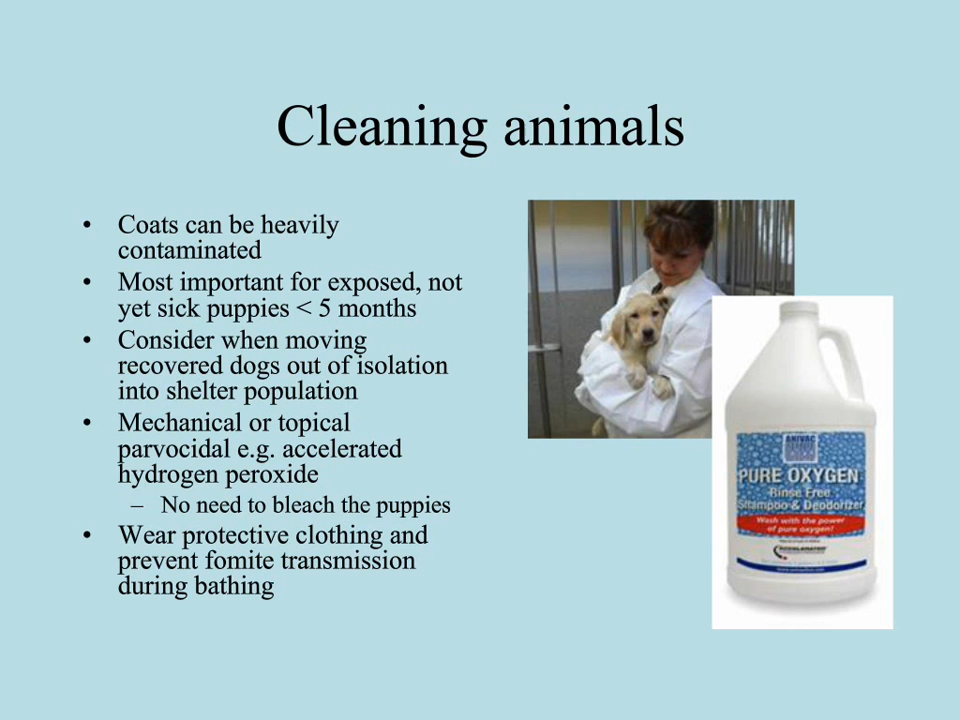 Cleaning animals
• Coats can be heavily
contaminated
• Most important for exposed, not
yet sick puppies < 5 months
• Consider when moving
recovered dogs out of isolation
into shelter population
• Mechanical or topical
parvocidal e.g. accelerated
hydrogen peroxide
– No need to bleach the puppies
• Wear protective clothing and
prevent fomite transmission
during bathing
ANIVAC
PURE OXYGEN
Rinse Free
Shampoo & Deodorizer
Wash with the power
of pure oxygen!